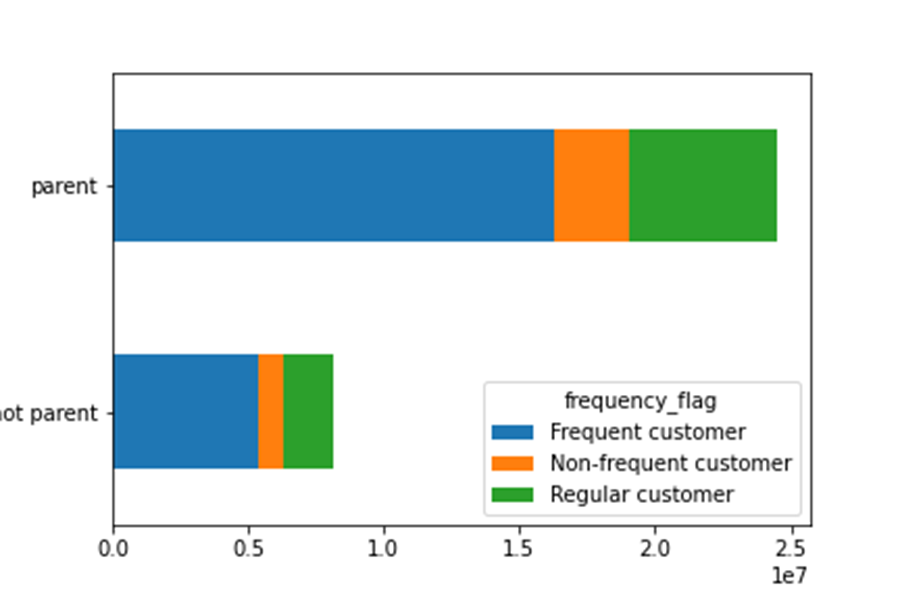 parent
not parent
frequency_flag
Frequent customer
Non-frequent customer
Regular customer
0.0 0.5 1.0 1.5 2.0 2.5
1e7